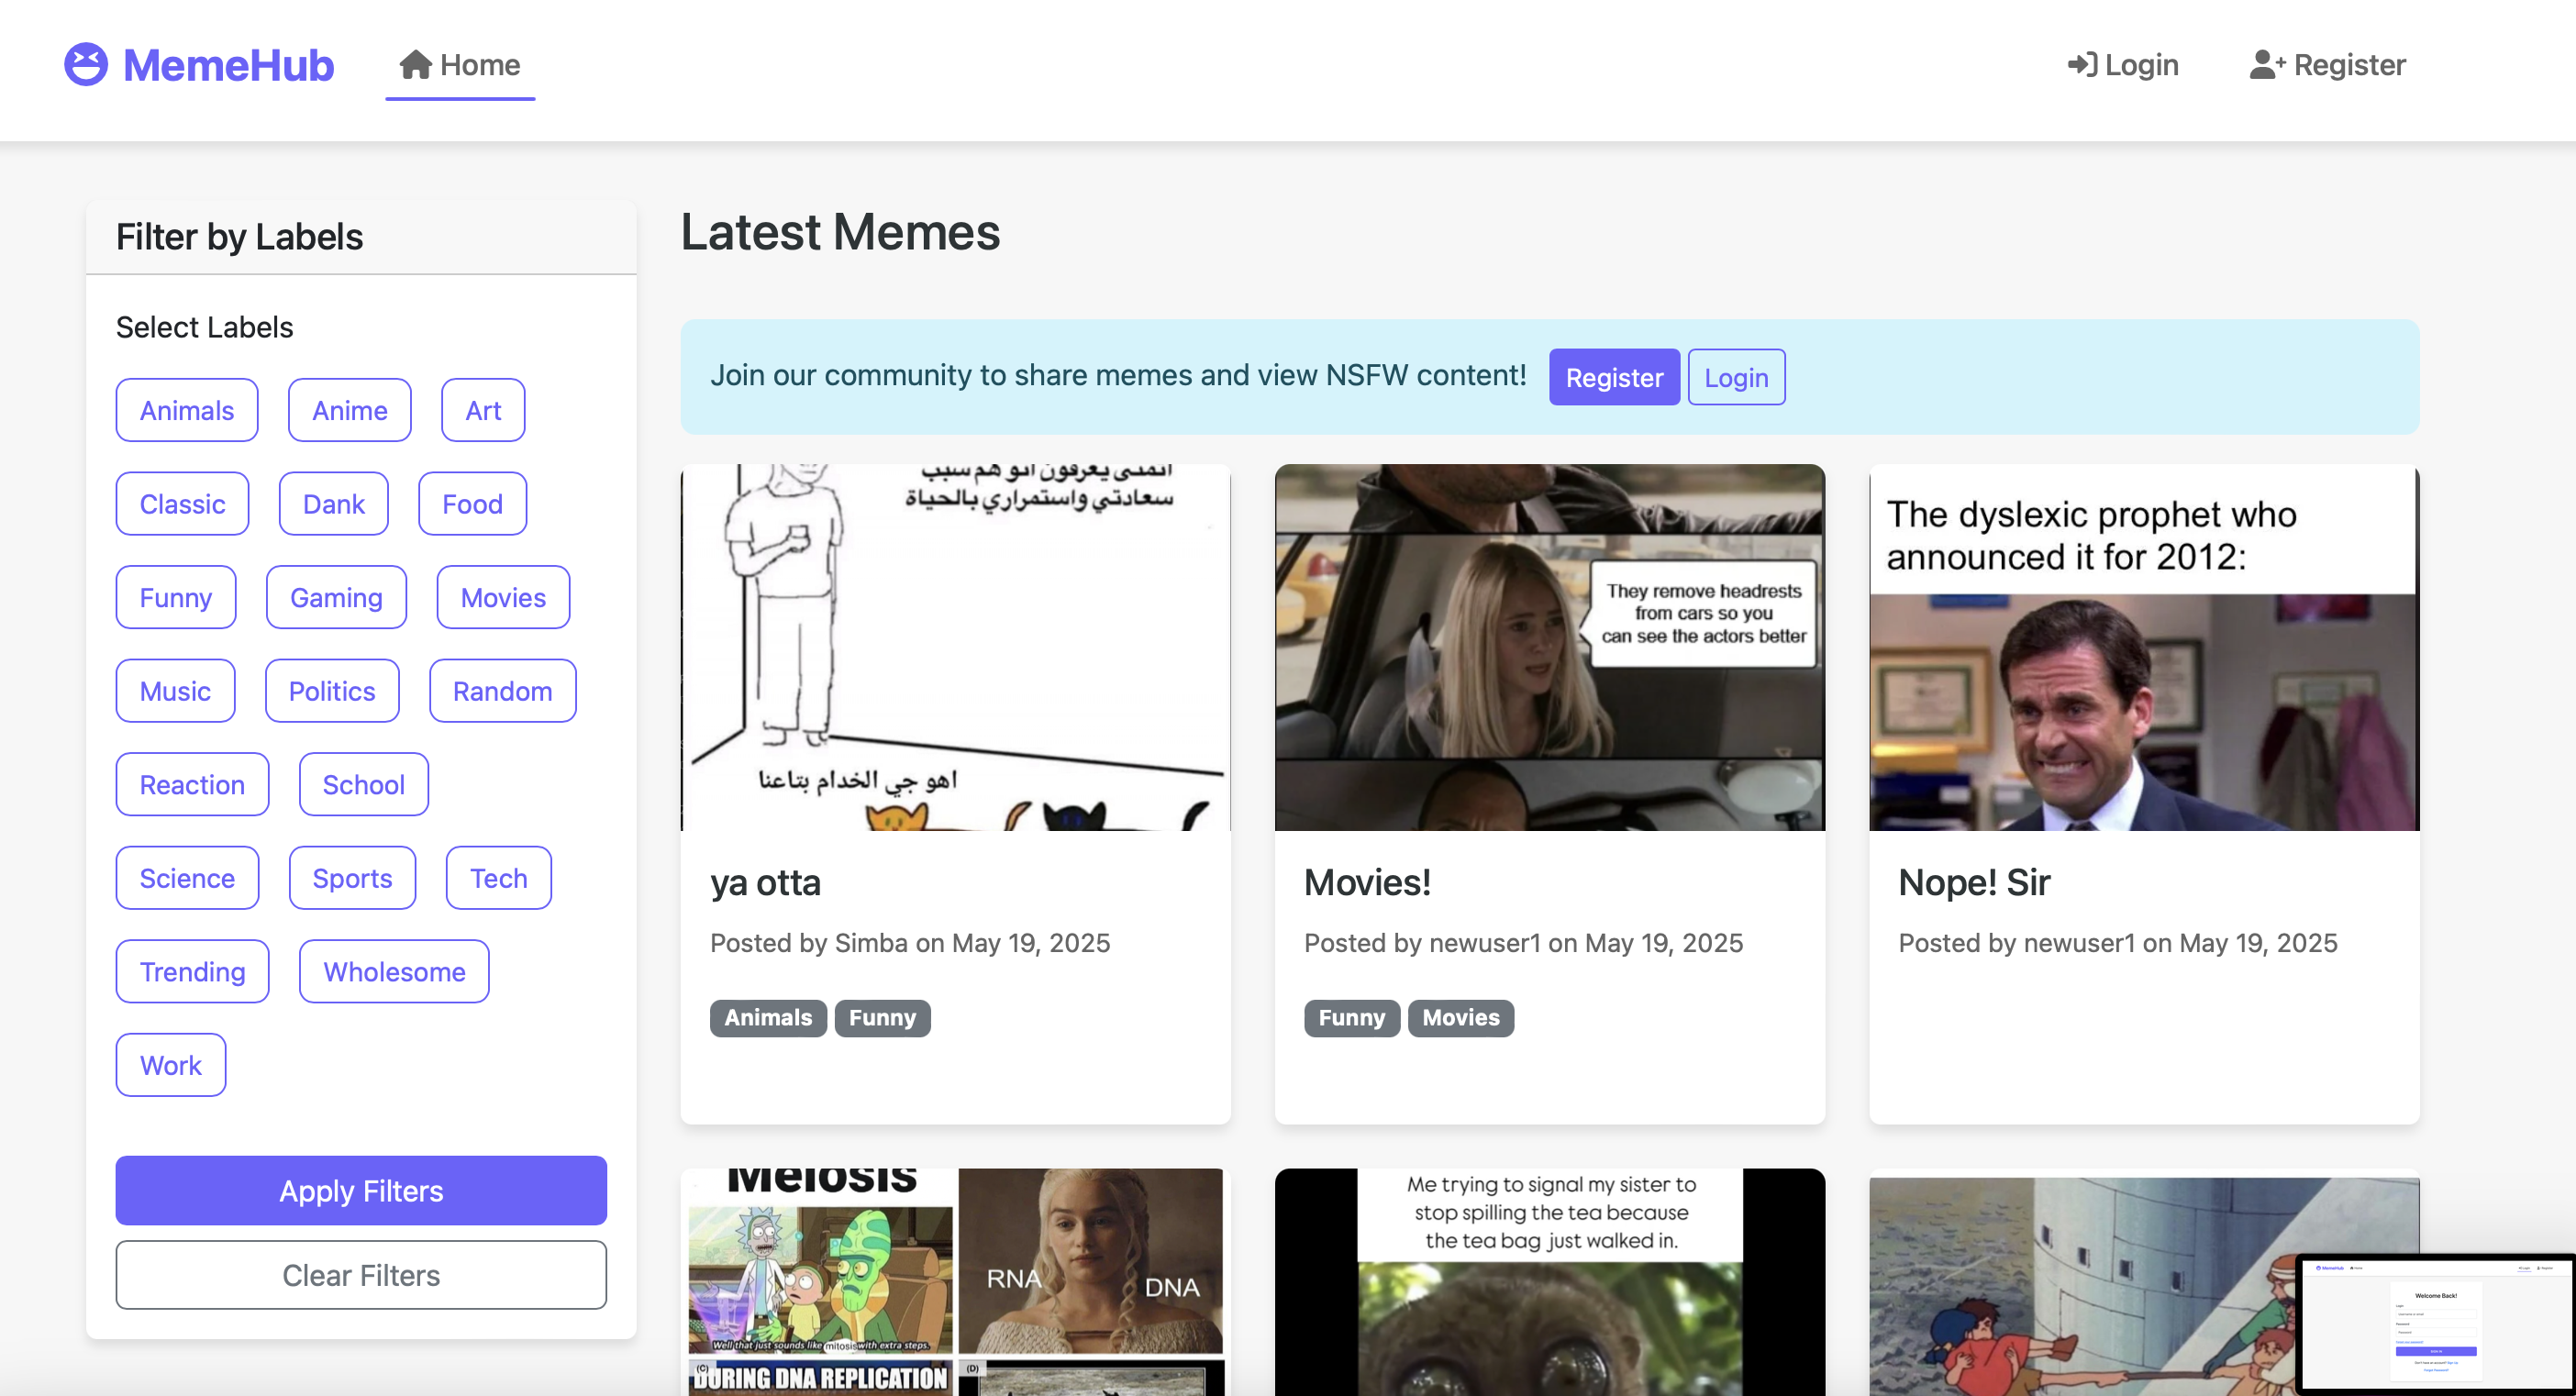 MemeHub
Home
Login
Register
Filter by Labels
Select Labels
Animals
Anime
Art
Classic
Dank
Food
Funny
Gaming
Movies
Music
Politics
Random
Reaction
School
Science
Sports
Tech
Trending
Wholesome
Work
Apply Filters
Clear Filters
Latest Memes
Join our community to share memes and view NSFW content!
Register
Login
اتمنى يعرفون انو هم سبب
سعادتي واستمراري بالحياة
اهو جي الخدام بتاعنا
ya otta
Posted by Simba on May 19, 2025
Animals
Funny
They remove headrests
from cars so you
can see the actors better
Movies!
Posted by newuser1 on May 19, 2025
Funny
Movies
The dyslexic prophet who
announced it for 2012:
Nope! Sir
Posted by newuser1 on May 19, 2025
Meiosis
Well that just sounds like mitosis with extra steps.
RNA
DNA
(C)
DURING DNA REPLICATION
(D)
Me trying to signal my sister to
stop spilling the tea because
the tea bag just walked in.
MemeHub
Home
Login
Register
Welcome Back!
Login
Password